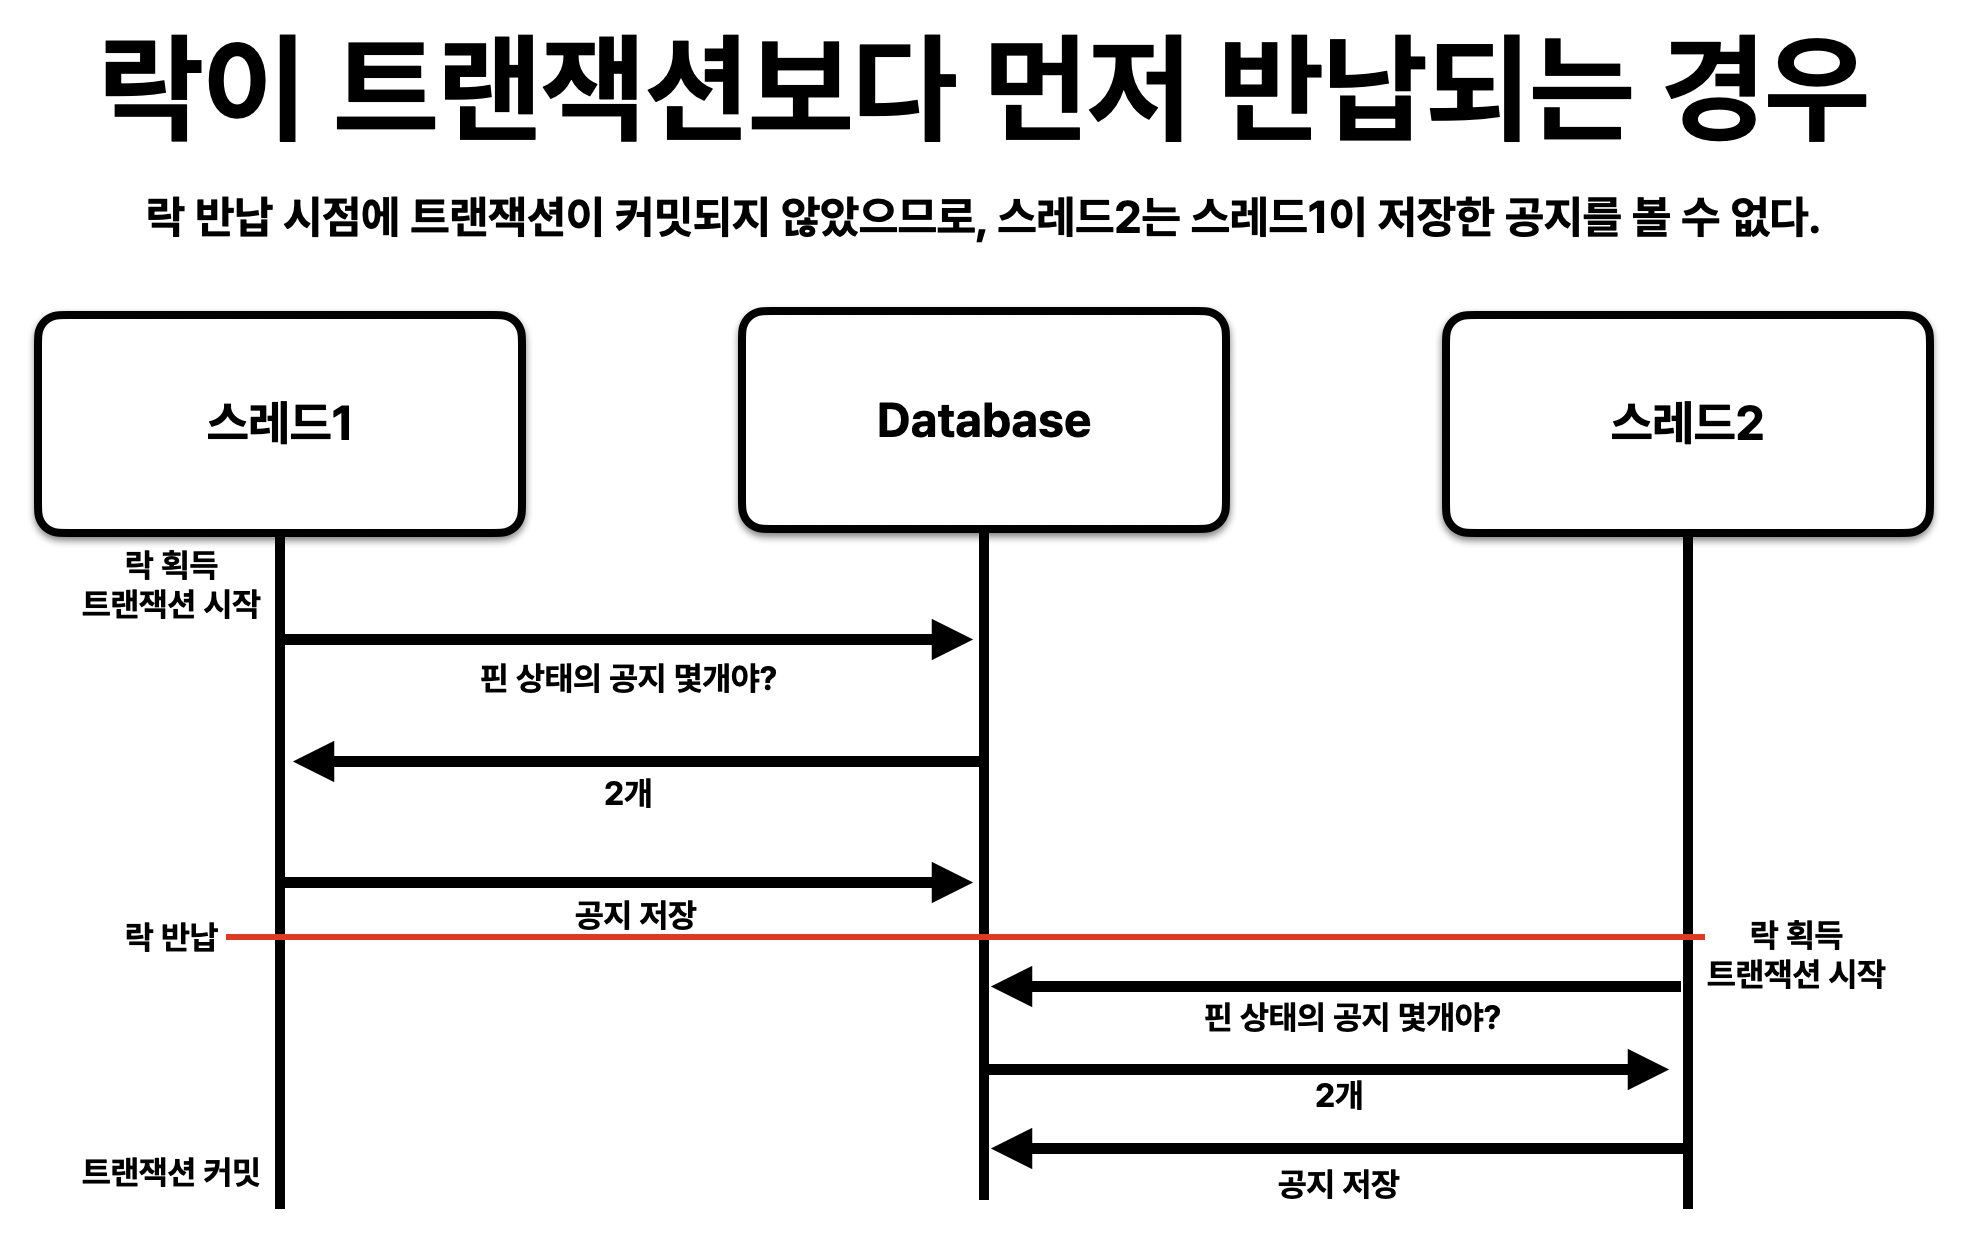 락이 트랜잭션보다 먼저 반납되는 경우
락 반납 시점에 트랜잭션이 커밋되지 않았으므로, 스레드2는 스레드1이 저장한 공지를 볼 수 없다.
스레드1
Database
스레드2
락 획득
트랜잭션 시작
핀 상태의 공지 몇개야?
2개
공지 저장
락 반납
락 획득
트랜잭션 시작
핀 상태의 공지 몇개야?
2개
트랜잭션 커밋
공지 저장